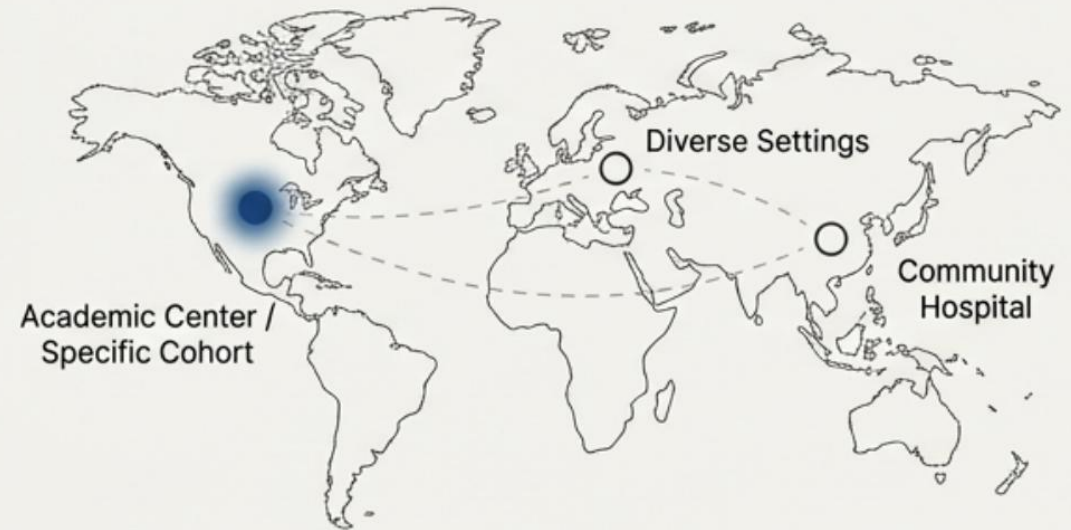 Diverse Settings
Community
Hospital
Academic Center /
Specific Cohort